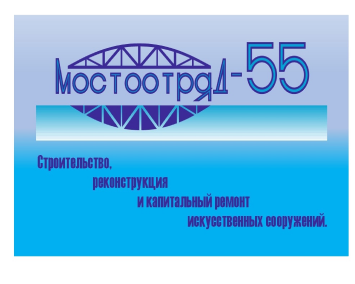 Мостоотряд-55
Строительство,
реконструкция
и капитальный ремонт
искусственных сооружений.